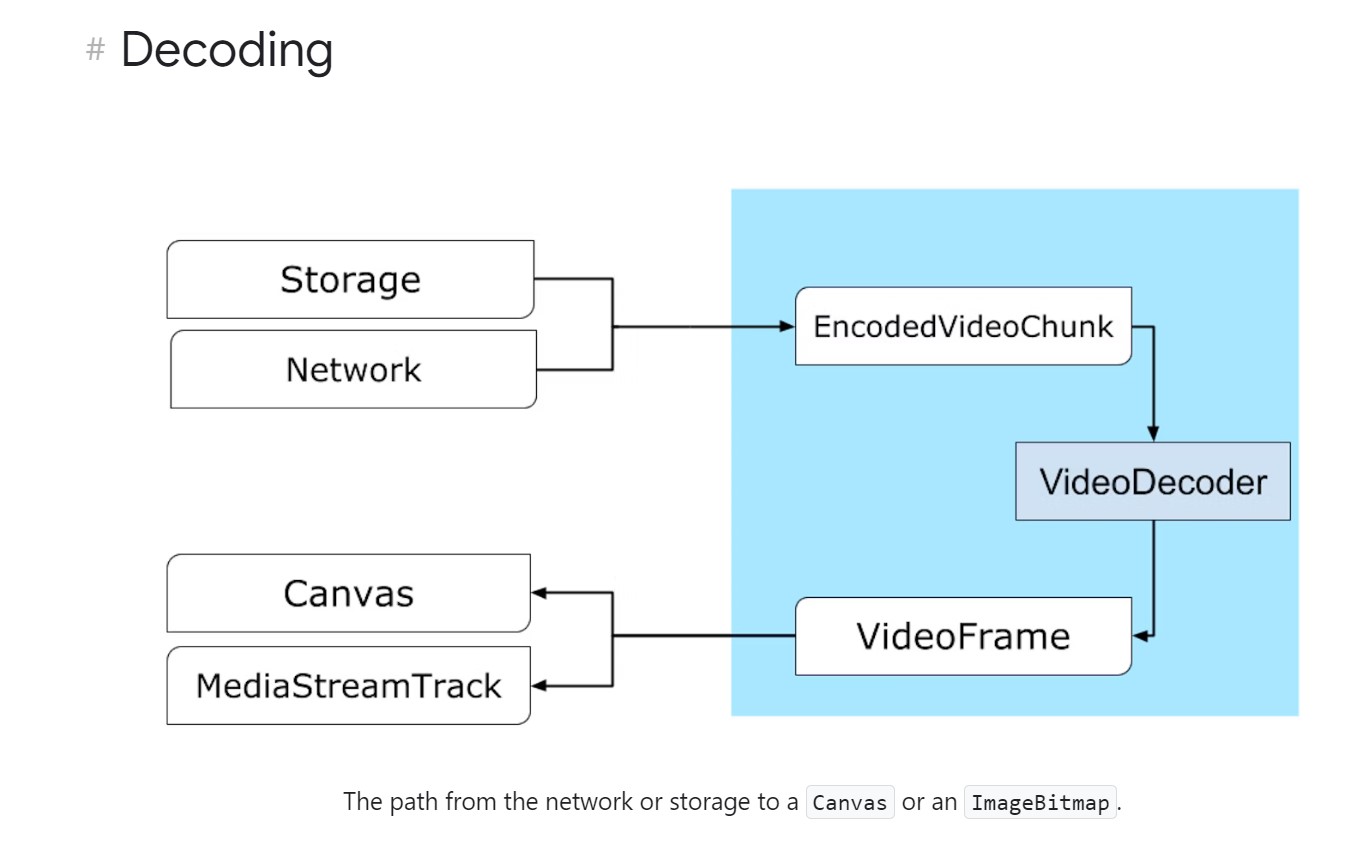 # Decoding
Storage
Network
EncodedVideoChunk
VideoDecoder
Canvas
VideoFrame
MediaStreamTrack
The path from the network or storage to a Canvas or an ImageBitmap.